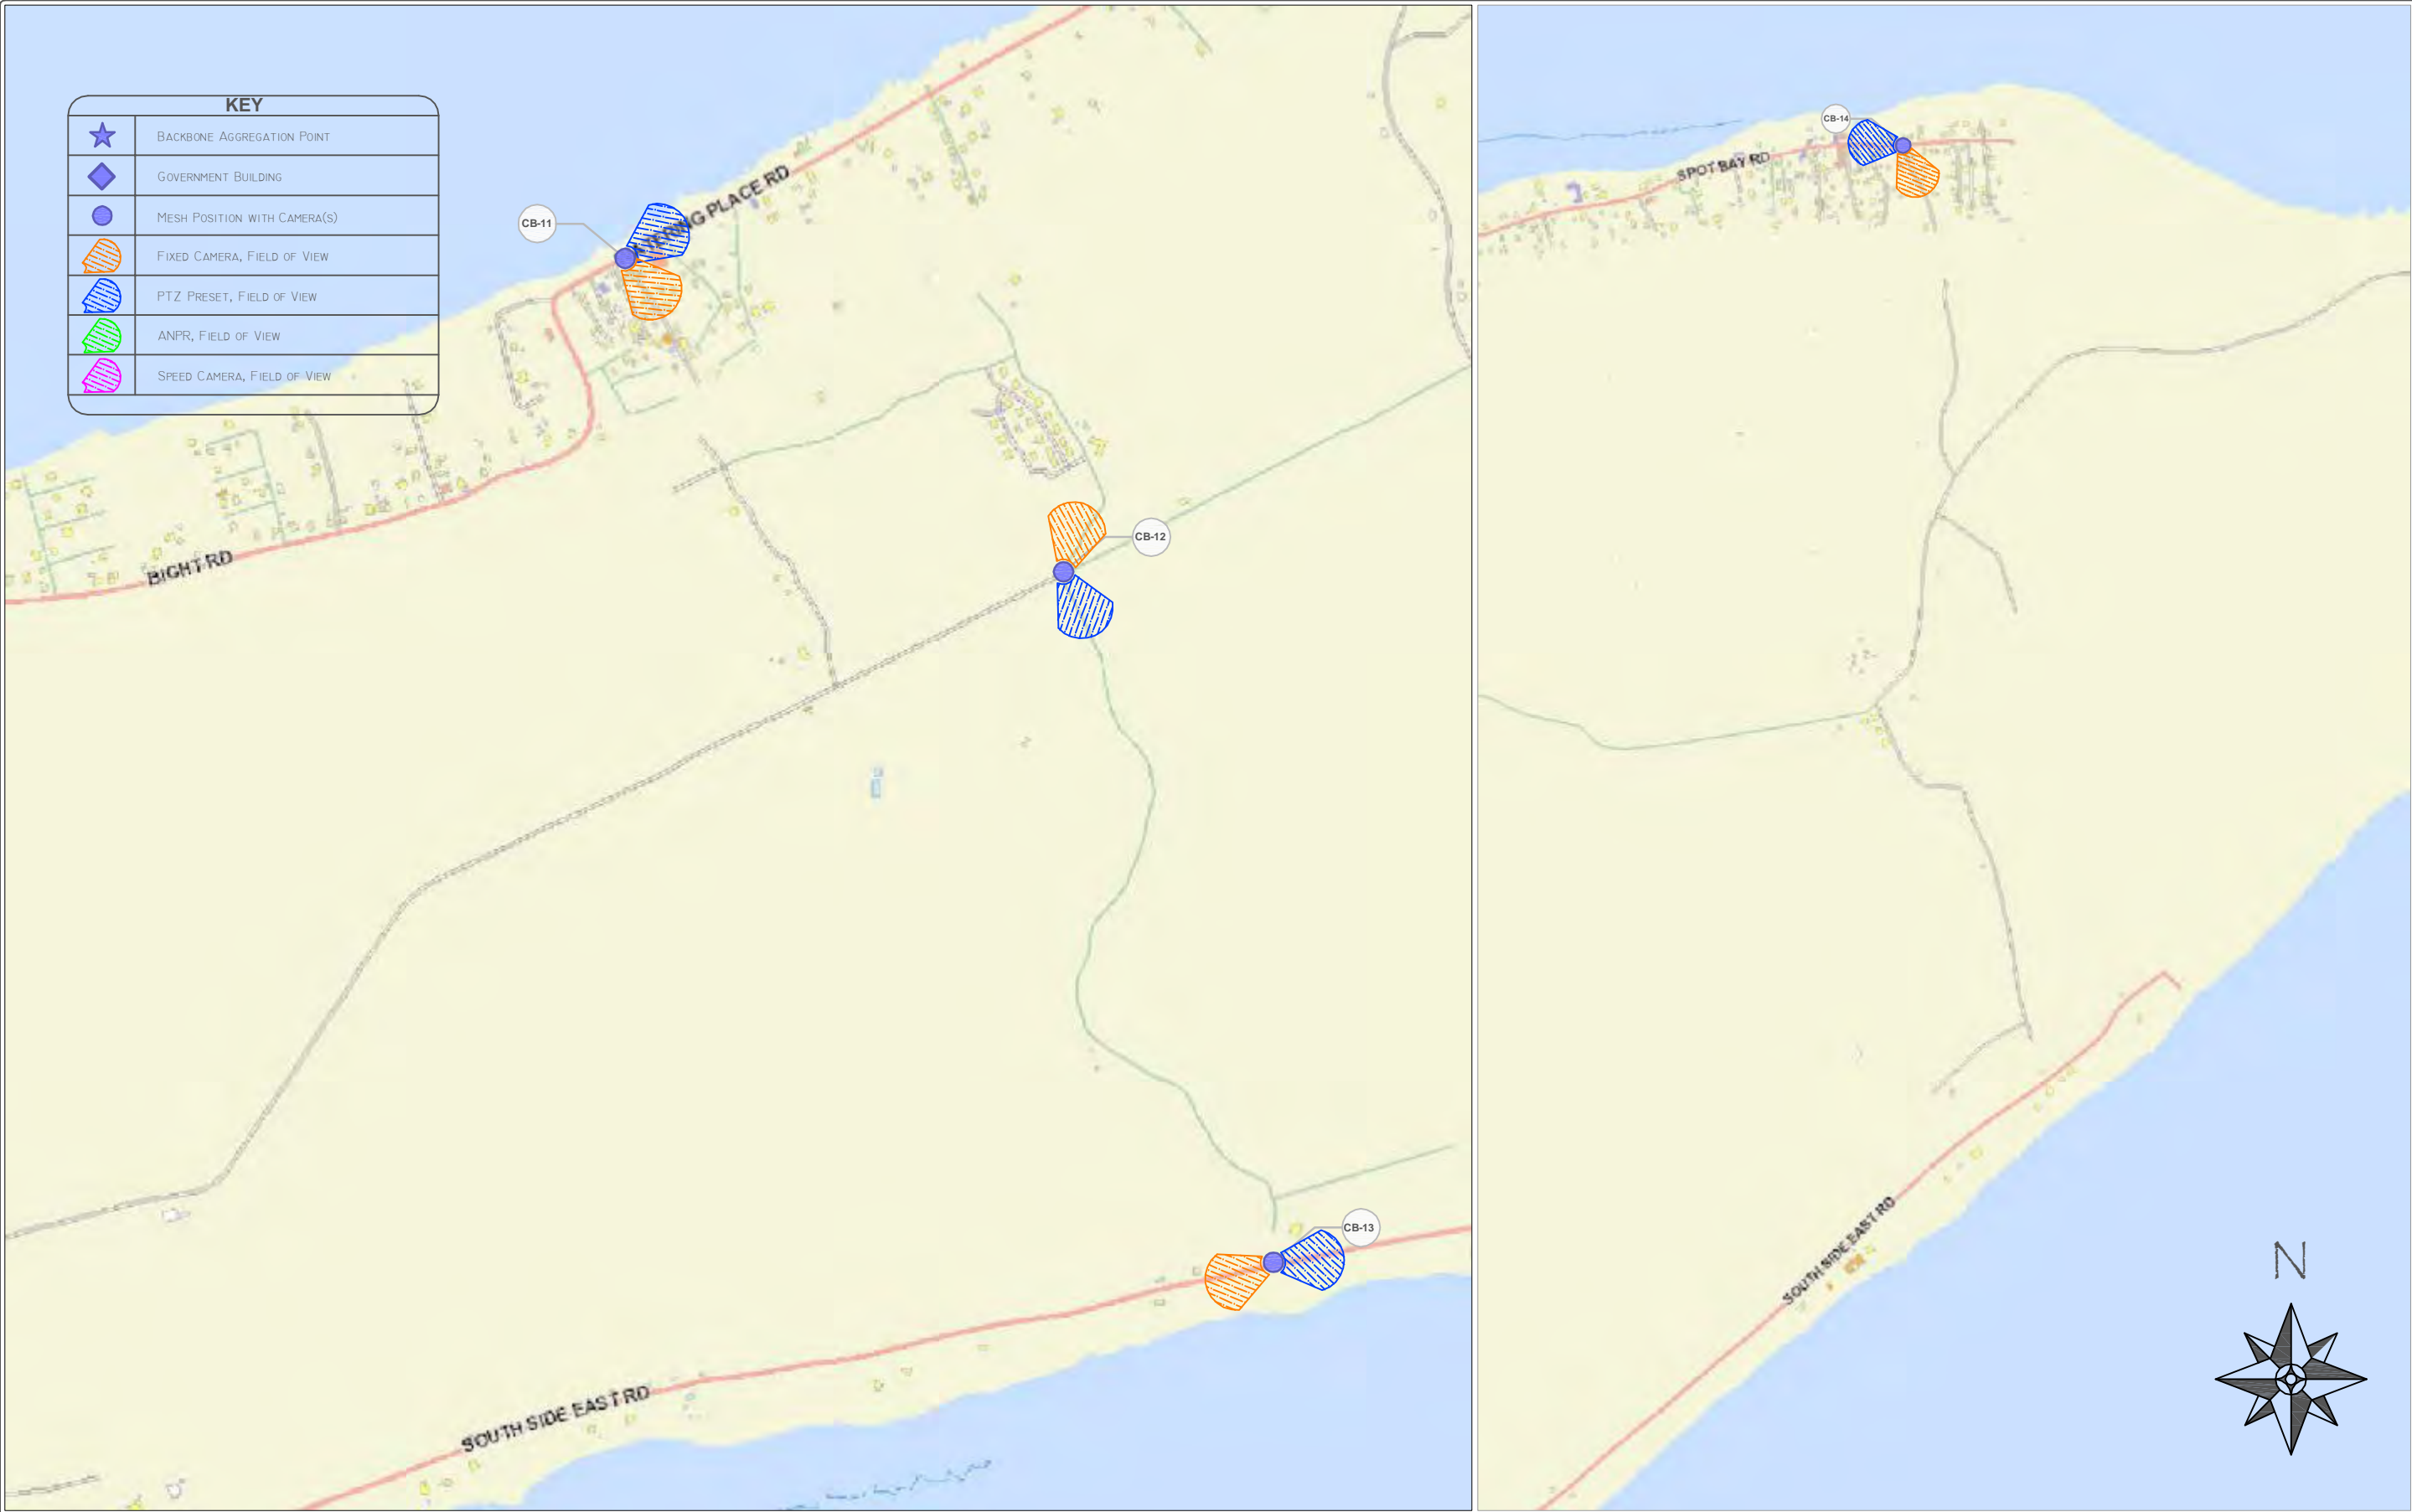 KEY
BACKBONE AGGREGATION POINT
GOVERNMENT BUILDING
MESH POSITION WITH CAMERA(S)
FIXED CAMERA, FIELD OF VIEW
PTZ PRESET, FIELD OF VIEW
ANPR, FIELD OF VIEW
SPEED CAMERA, FIELD OF VIEW
CB-11
TERING PLACE RD
BIGHT RD
CB-12
CB-13
SOUTH SIDE EAST RD
CB-14
SPOT BAY RD
SOUTH SIDE EAST RD
N